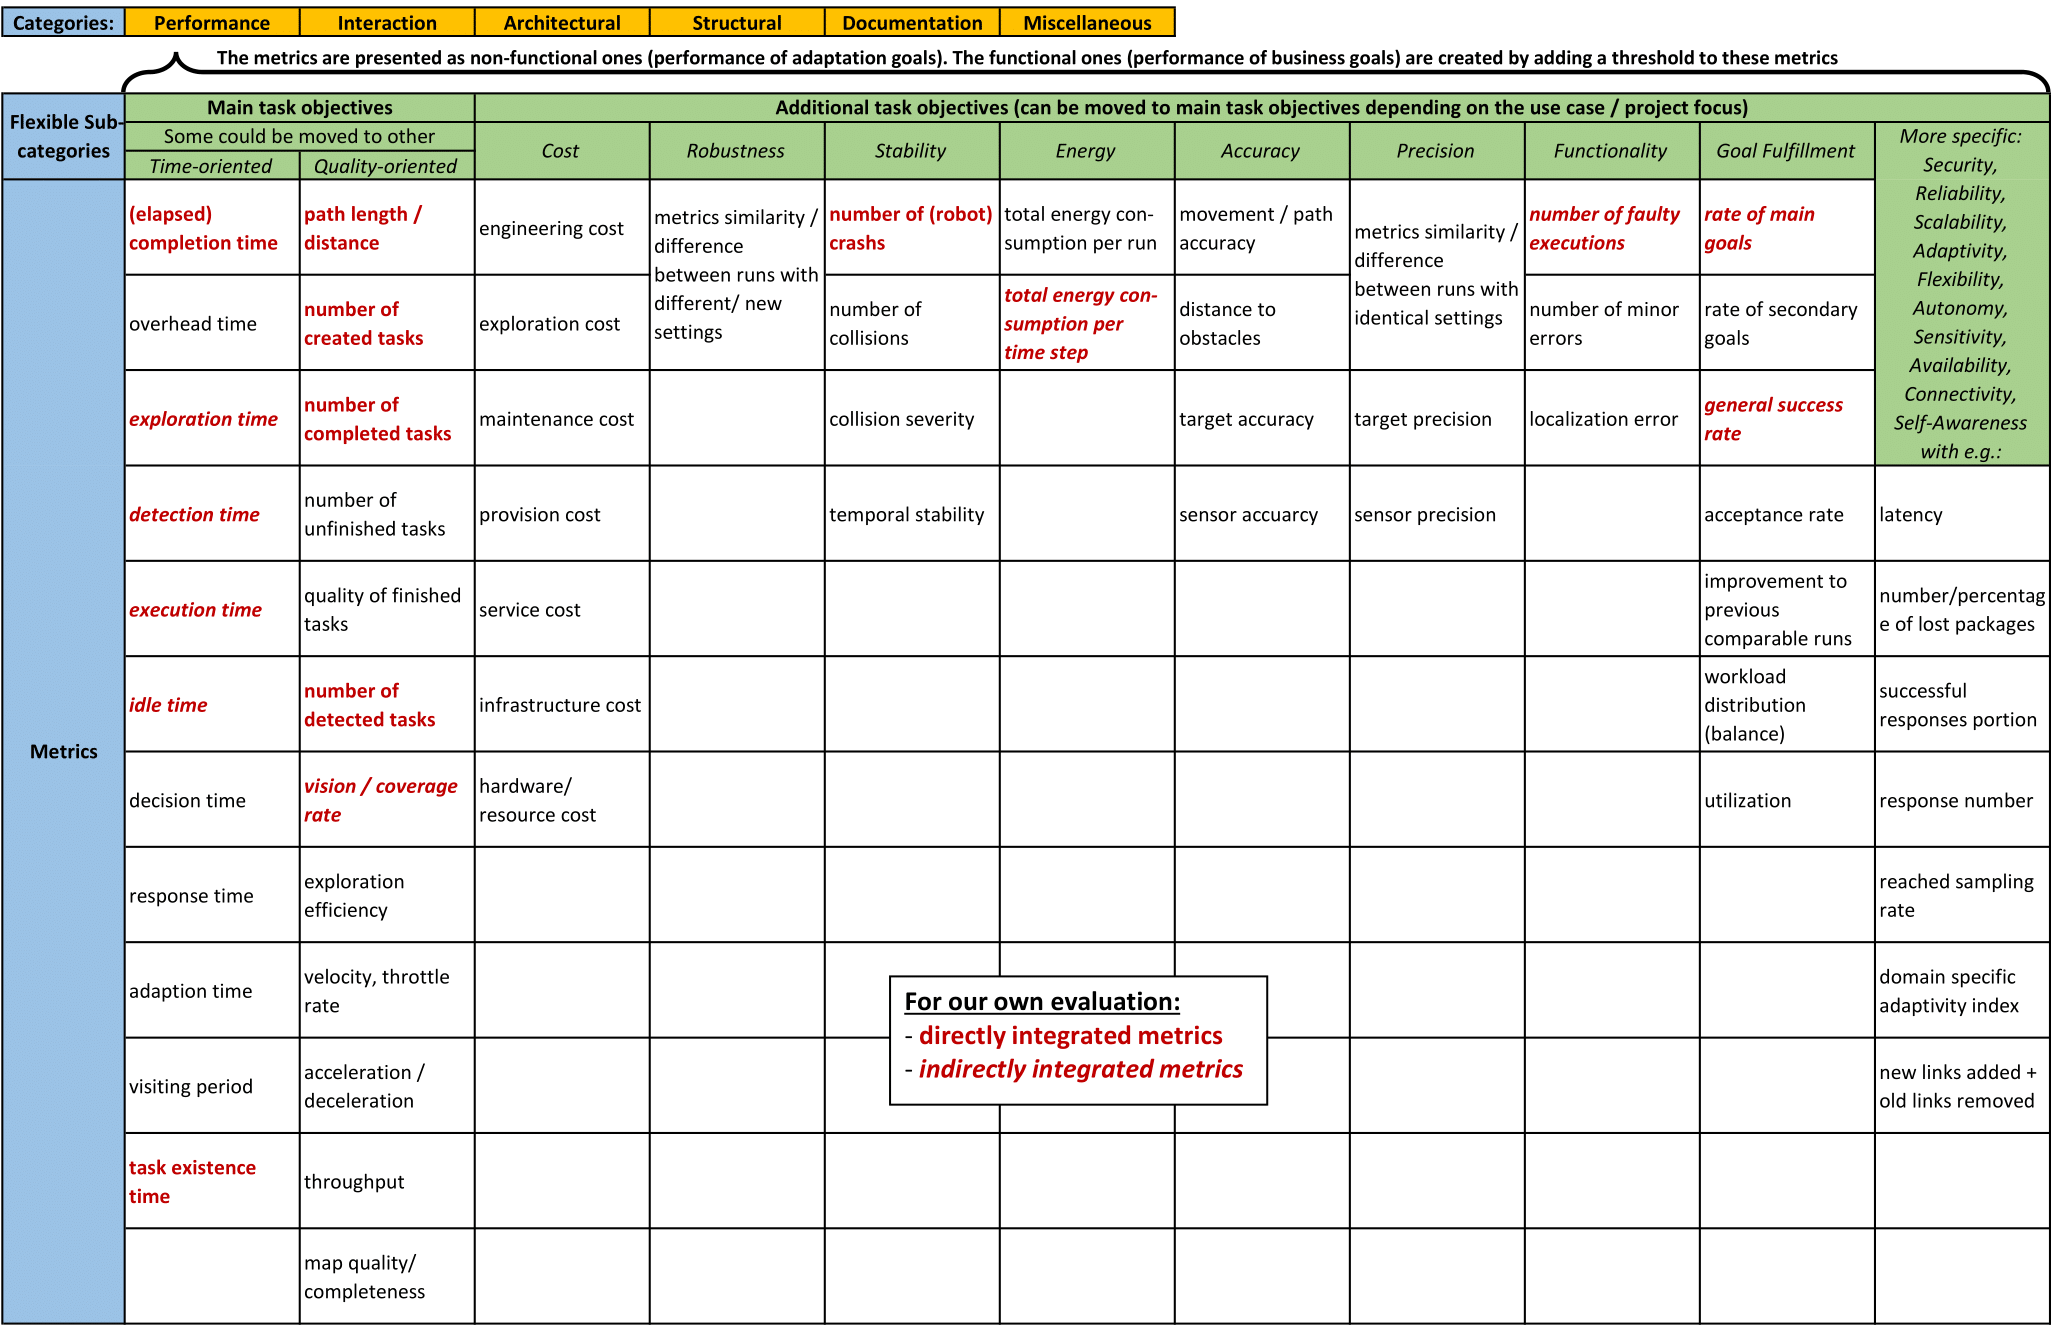 Categories: Performance Interaction Architectural Structural Documentation Miscellaneous
The metrics are presented as non-functional ones (performance of adaptation goals). The functional ones (performance of business goals) are created by adding a threshold to these metrics
Flexible Sub-
categories
Main task objectives
Additional task objectives (can be moved to main task objectives depending on the use case / project focus)
Some could be moved to other
Time-oriented
Quality-oriented
Cost
Robustness
Stability
Energy
Accuracy
Precision
Functionality
Goal Fulfillment
More specific:
Security,
Reliability,
Scalability,
Adaptivity,
Flexibility,
Autonomy,
Sensitivity,
Availability,
Connectivity,
Self-Awareness
with e.g.:
Metrics
(elapsed)
completion time
path length /
distance
engineering cost
metrics similarity /
difference
between runs with
different/ new
settings
number of (robot)
crashs
total energy con-
sumption per run
movement / path
accuracy
metrics similarity /
difference
between runs with
identical settings
number of faulty
executions
rate of main
goals
overhead time
number of
created tasks
exploration cost
number of
collisions
total energy con-
sumption per
time step
distance to
obstacles
number of minor
errors
rate of secondary
goals
exploration time
number of
completed tasks
maintenance cost
collision severity
target accuracy
target precision
localization error
general success
rate
detection time
number of
unfinished tasks
provision cost
temporal stability
sensor accuarcy
sensor precision
acceptance rate
latency
execution time
quality of finished
tasks
service cost
improvement to
previous
comparable runs
number/percentag
e of lost packages
idle time
number of
detected tasks
infrastructure cost
workload
distribution
(balance)
successful
responses portion
decision time
vision / coverage
rate
hardware/
resource cost
utilization
response number
response time
exploration
efficiency
reached sampling
rate
adaption time
velocity, throttle
rate
domain specific
adaptivity index
visiting period
acceleration /
deceleration
new links added +
old links removed
task existence
time
throughput
map quality/
completeness
For our own evaluation:
- directly integrated metrics
- indirectly integrated metrics